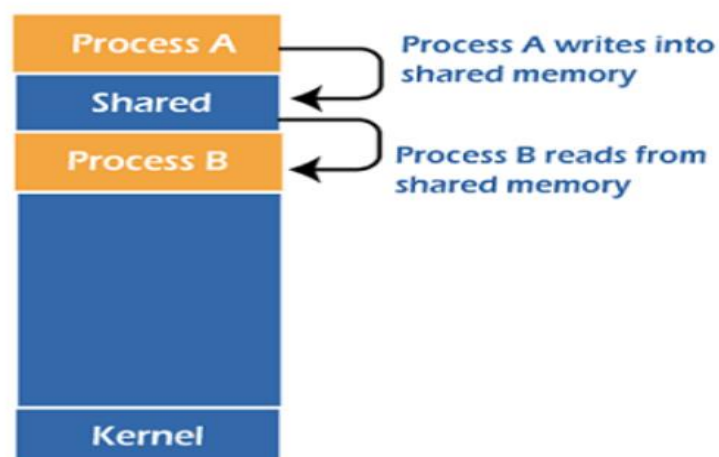 Process A
Process A writes into
shared memory
Shared
Process B
Process B reads from
shared memory
Kernel